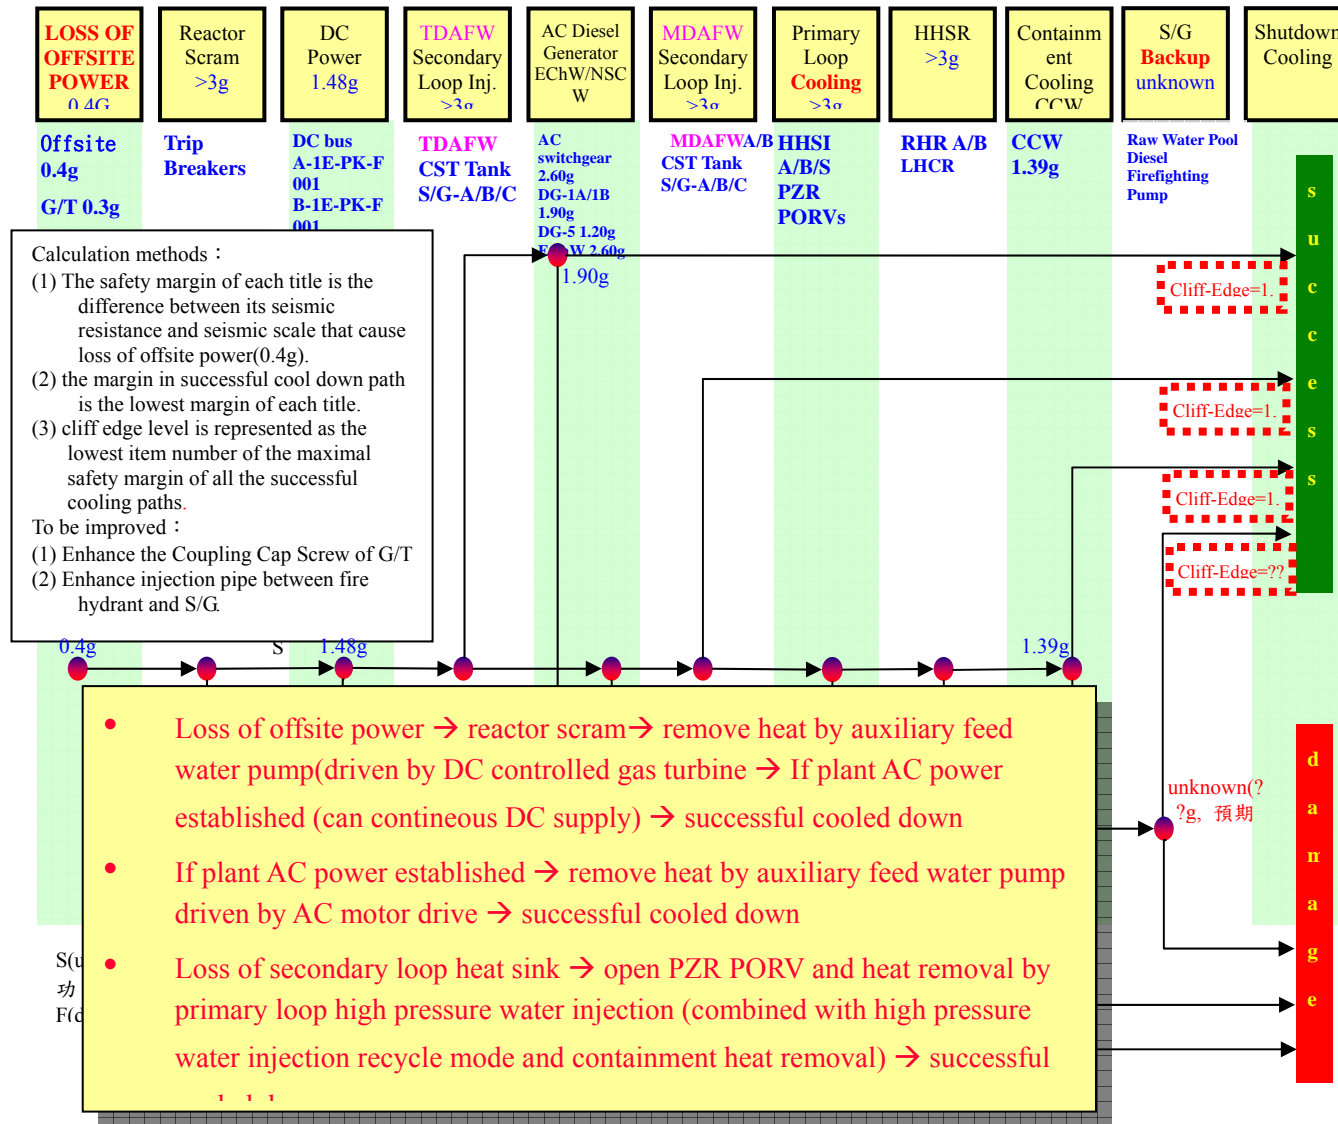 LOSS OF
OFFSITE
POWER
0.4G
Reactor
Scram
>3g
DC
Power
1.48g
TDAFW
Secondary
Loop Inj.
>3g
AC Diesel
Generator
EChW/NSC
W
MDAFW
Secondary
Loop Inj.
>3g
Primary
Loop
Cooling
>3g
HHSR
>3g
Containm
ent
Cooling
CCW
S/G
Backup
unknown
Shutdown
Cooling
Offsite
0.4g
G/T 0.3g
Trip
Breakers
DC bus
A-1E-PK-F
001
B-1E-PK-F
001
TDAFW
CST Tank
S/G-A/B/C
AC
switchgear
2.60g
DG-1A/1B
1.90g
DG-5 1.20g
W 2.60g
1.90g
MDAFWA/B
CST Tank
S/G-A/B/C
HHSI
A/B/S
PZR
PORVs
RHR A/B
LHCR
CCW
1.39g
Raw Water Pool
Diesel
Firefighting
Pump
Calculation methods：
(1) The safety margin of each title is the
difference between its seismic
resistance and seismic scale that cause
loss of offsite power(0.4g).
(2) the margin in successful cool down path
is the lowest margin of each title.
(3) cliff edge level is represented as the
lowest item number of the maximal
safety margin of all the successful
cooling paths.
To be improved：
(1) Enhance the Coupling Cap Screw of G/T
(2) Enhance injection pipe between fire
hydrant and S/G.
Cliff-Edge=1.
Cliff-Edge=1.
Cliff-Edge=1.
Cliff-Edge=??
s
u
c
c
e
s
s
0.4g
S
1.48g
1.39g
• Loss of offsite power → reactor scram→ remove heat by auxiliary feed
water pump(driven by DC controlled gas turbine → If plant AC power
established (can contineous DC supply) → successful cooled down
• If plant AC power established → remove heat by auxiliary feed water pump
driven by AC motor drive → successful cooled down
• Loss of secondary loop heat sink → open PZR PORV and heat removal by
primary loop high pressure water injection (combined with high pressure
water injection recycle mode and containment heat removal) → successful
unknown(?
?g, 預期
d
a
m
a
g
e
S(u
功
F(d